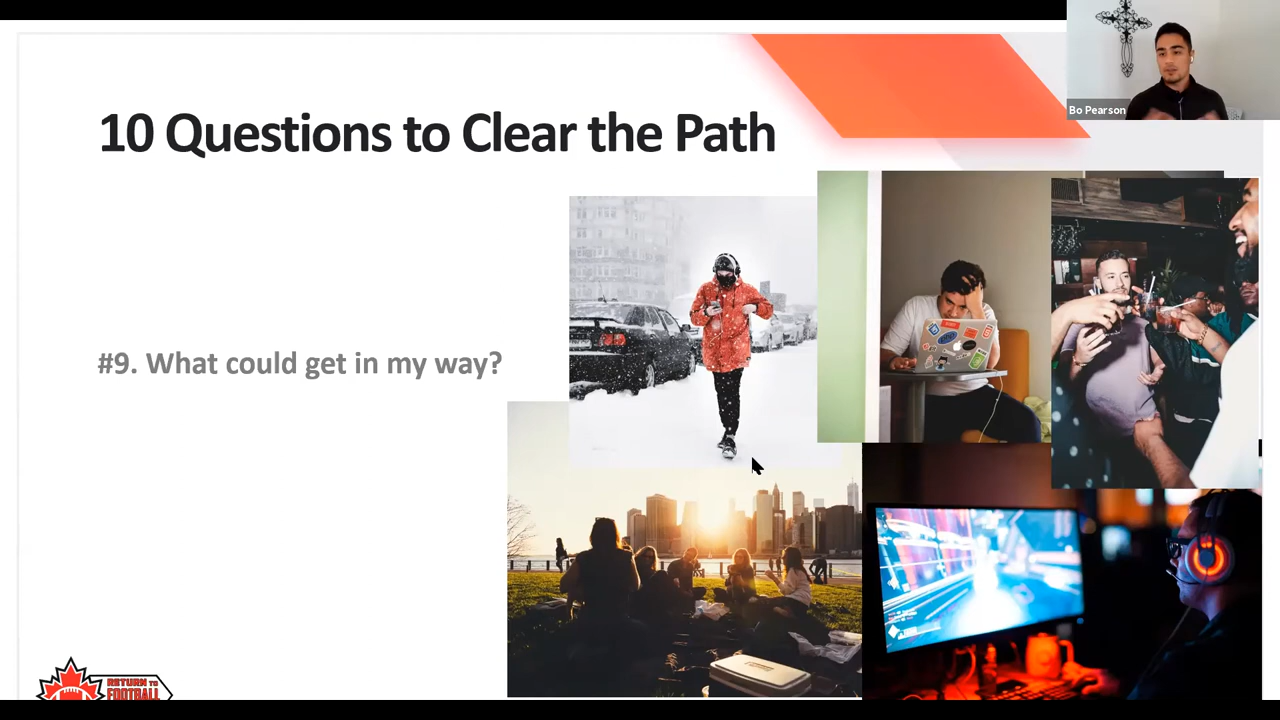 Bo Pearson
10 Questions to Clear the Path
#9. What could get in my way?
RETURN TO
FOOTBALL